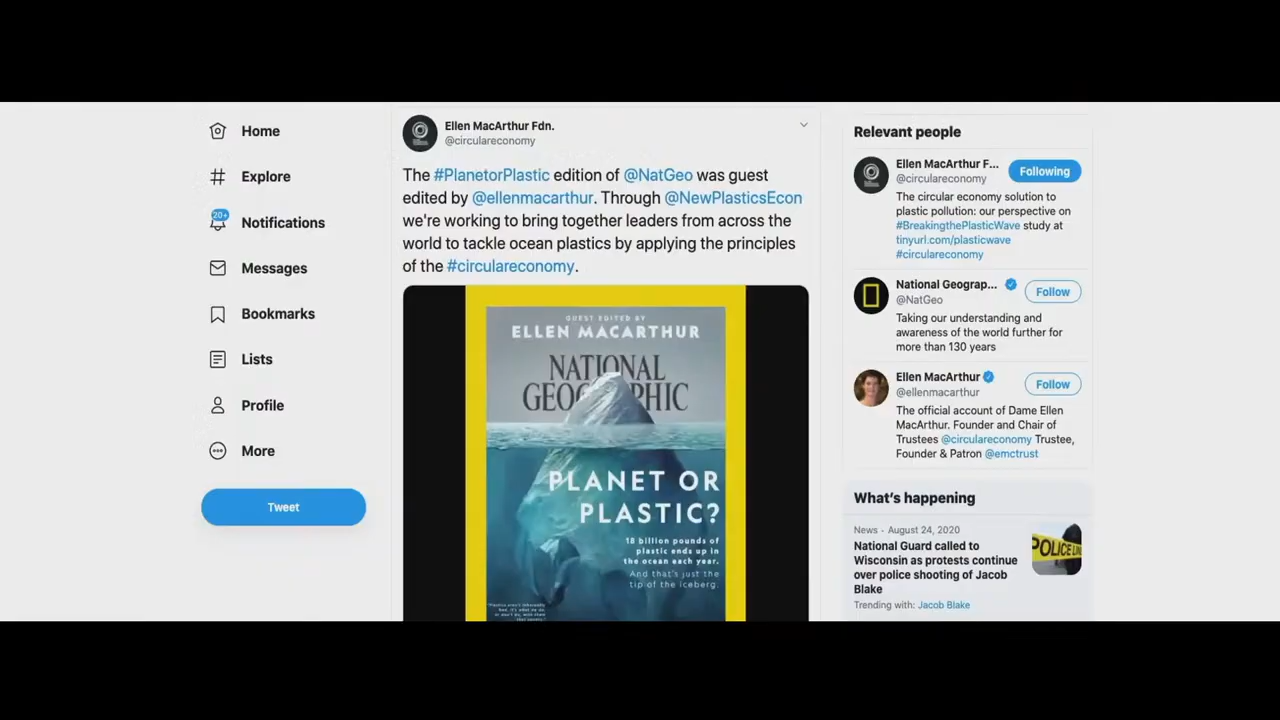 Home
Explore
20+
Notifications
Messages
Bookmarks
Lists
Profile
More
Tweet
Ellen MacArthur Fdn.
@circulareconomy
The #PlanetorPlastic edition of @NatGeo was guest
edited by @ellenmacarthur. Through @NewPlasticsEcon
we're working to bring together leaders from across the
world to tackle ocean plastics by applying the principles
of the #circulareconomy.
GUEST EDITED BY
ELLEN MACARTHUR
NATIONAL
GEOGRAPHIC
PLANET OR
PLASTIC?
18 billion pounds of
plastic ends up in
the ocean each year.
And that's just the
tip of the iceberg.
Relevant people
Ellen MacArthur F...
Following
@circulareconomy
The circular economy solution to
plastic pollution: our perspective on
#BreakingthePlasticWave study at
tinyurl.com/plasticwave
#circulareconomy
National Geograp...
Follow
@NatGeo
Taking our understanding and
awareness of the world further for
more than 130 years
Ellen MacArthur
Follow
@ellenmacarthur
The official account of Dame Ellen
MacArthur. Founder and Chair of
Trustees @circulareconomy Trustee,
Founder & Patron @emctrust
What's happening
News - August 24, 2020
National Guard called to
Wisconsin as protests continue
over police shooting of Jacob
Blake
POLICE LIN
Trending with: Jacob Blake